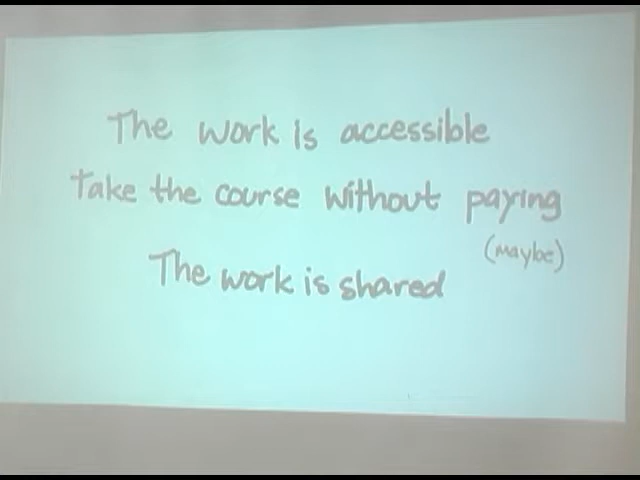 The work is accessible
Take the course without paying
(Maybe)
The work is shared